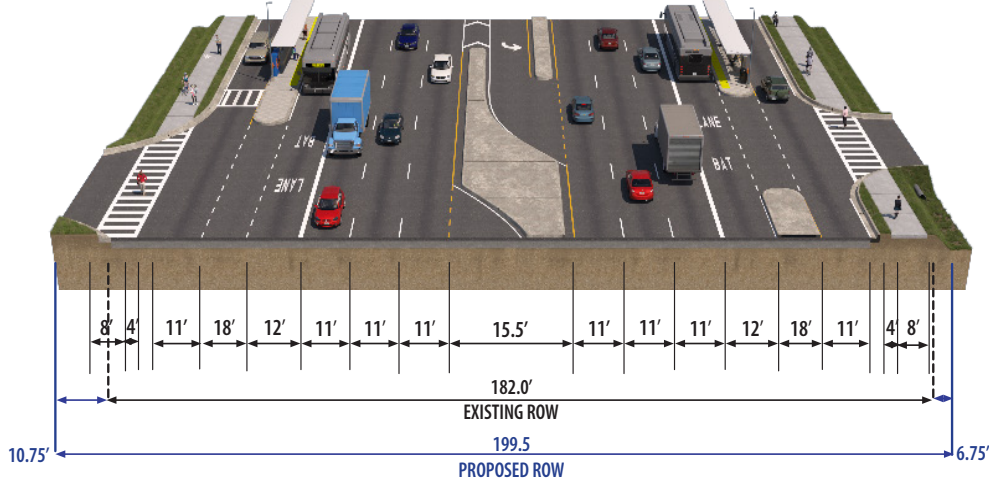 LANE
BAT
BAT
LANE
8' 4' 11' 18' 12' 11' 11' 11' 15.5' 11' 11' 11' 12' 18' 11' 4' 8'
182.0'
EXISTING ROW
10.75' 199.5 6.75'
PROPOSED ROW